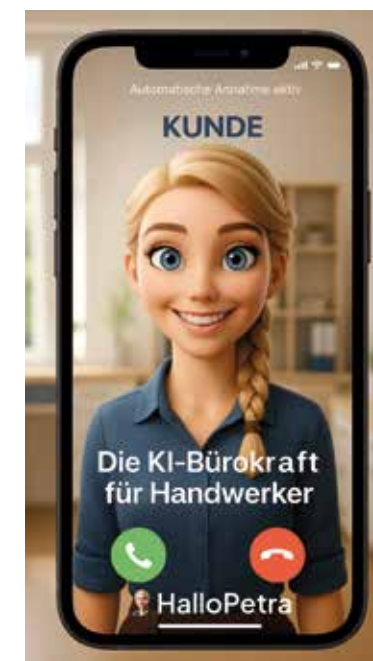 Automatische Annahme aktiv
KUNDE
Die KI-Bürokraft
für Handwerker
HalloPetra